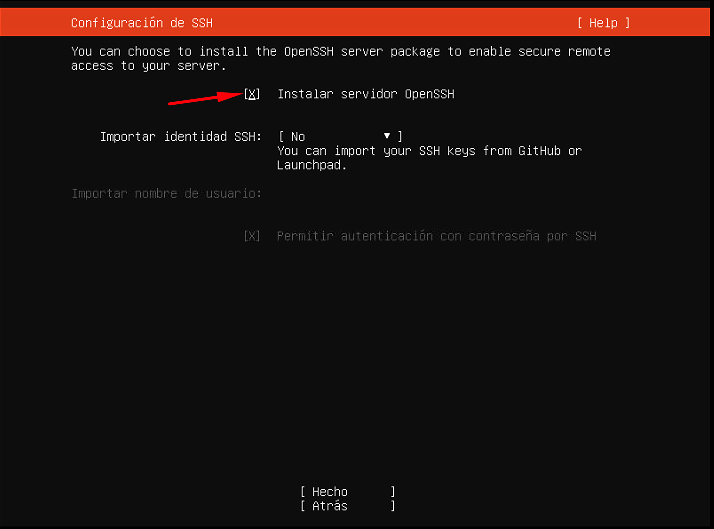 Configuración de SSH [ Help ]
You can choose to install the OpenSSH server package to enable secure remote
access to your server.
[X] Instalar servidor OpenSSH
Importar identidad SSH: [ No ▼ ]
You can import your SSH keys from GitHub or
Launchpad.
Importar nombre de usuario:
[X] Permitir autenticación con contraseña por SSH
[ Hecho ]
[ Atrás ]